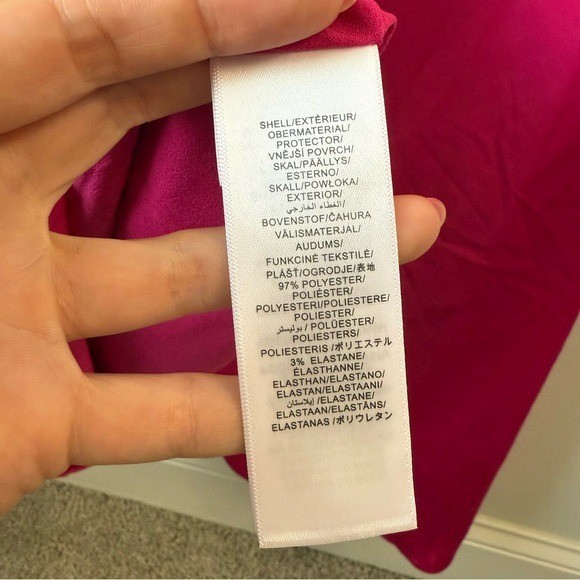 SHELL/EXTÉRIEUR/
OBERMATERIAL/
PROTECTOR/
VNĚJŠÍ POVRCH/
SKAL/PÄÄLLYS/
ESTERNO/
SKALL/POWŁOKA/
EXTERIOR/
الغطاء الخارجي/
BOVENSTOF/ČAHURA
VÄLISMATERJAL/
AUDUMS/
FUNKCINĖ TEKSTILĖ/
PLÁŠŤ/OGRODJE/表地
97% POLYESTER/
POLIÉSTER/
POLYESTERI/POLIESTERE/
POLIESTER/
بوليستر / POLÜESTER/
POLIESTERS/
POLIESTERIS /ポリエステル
3% ELASTANE/
ÉLASTHANNE/
ELASTHAN/ELASTANO/
ELASTAN/ELASTAANI/
إيلاستان/ELASTANE/
ELASTAAN/ELASTĀNS/
ELASTANAS /ポリウレタン